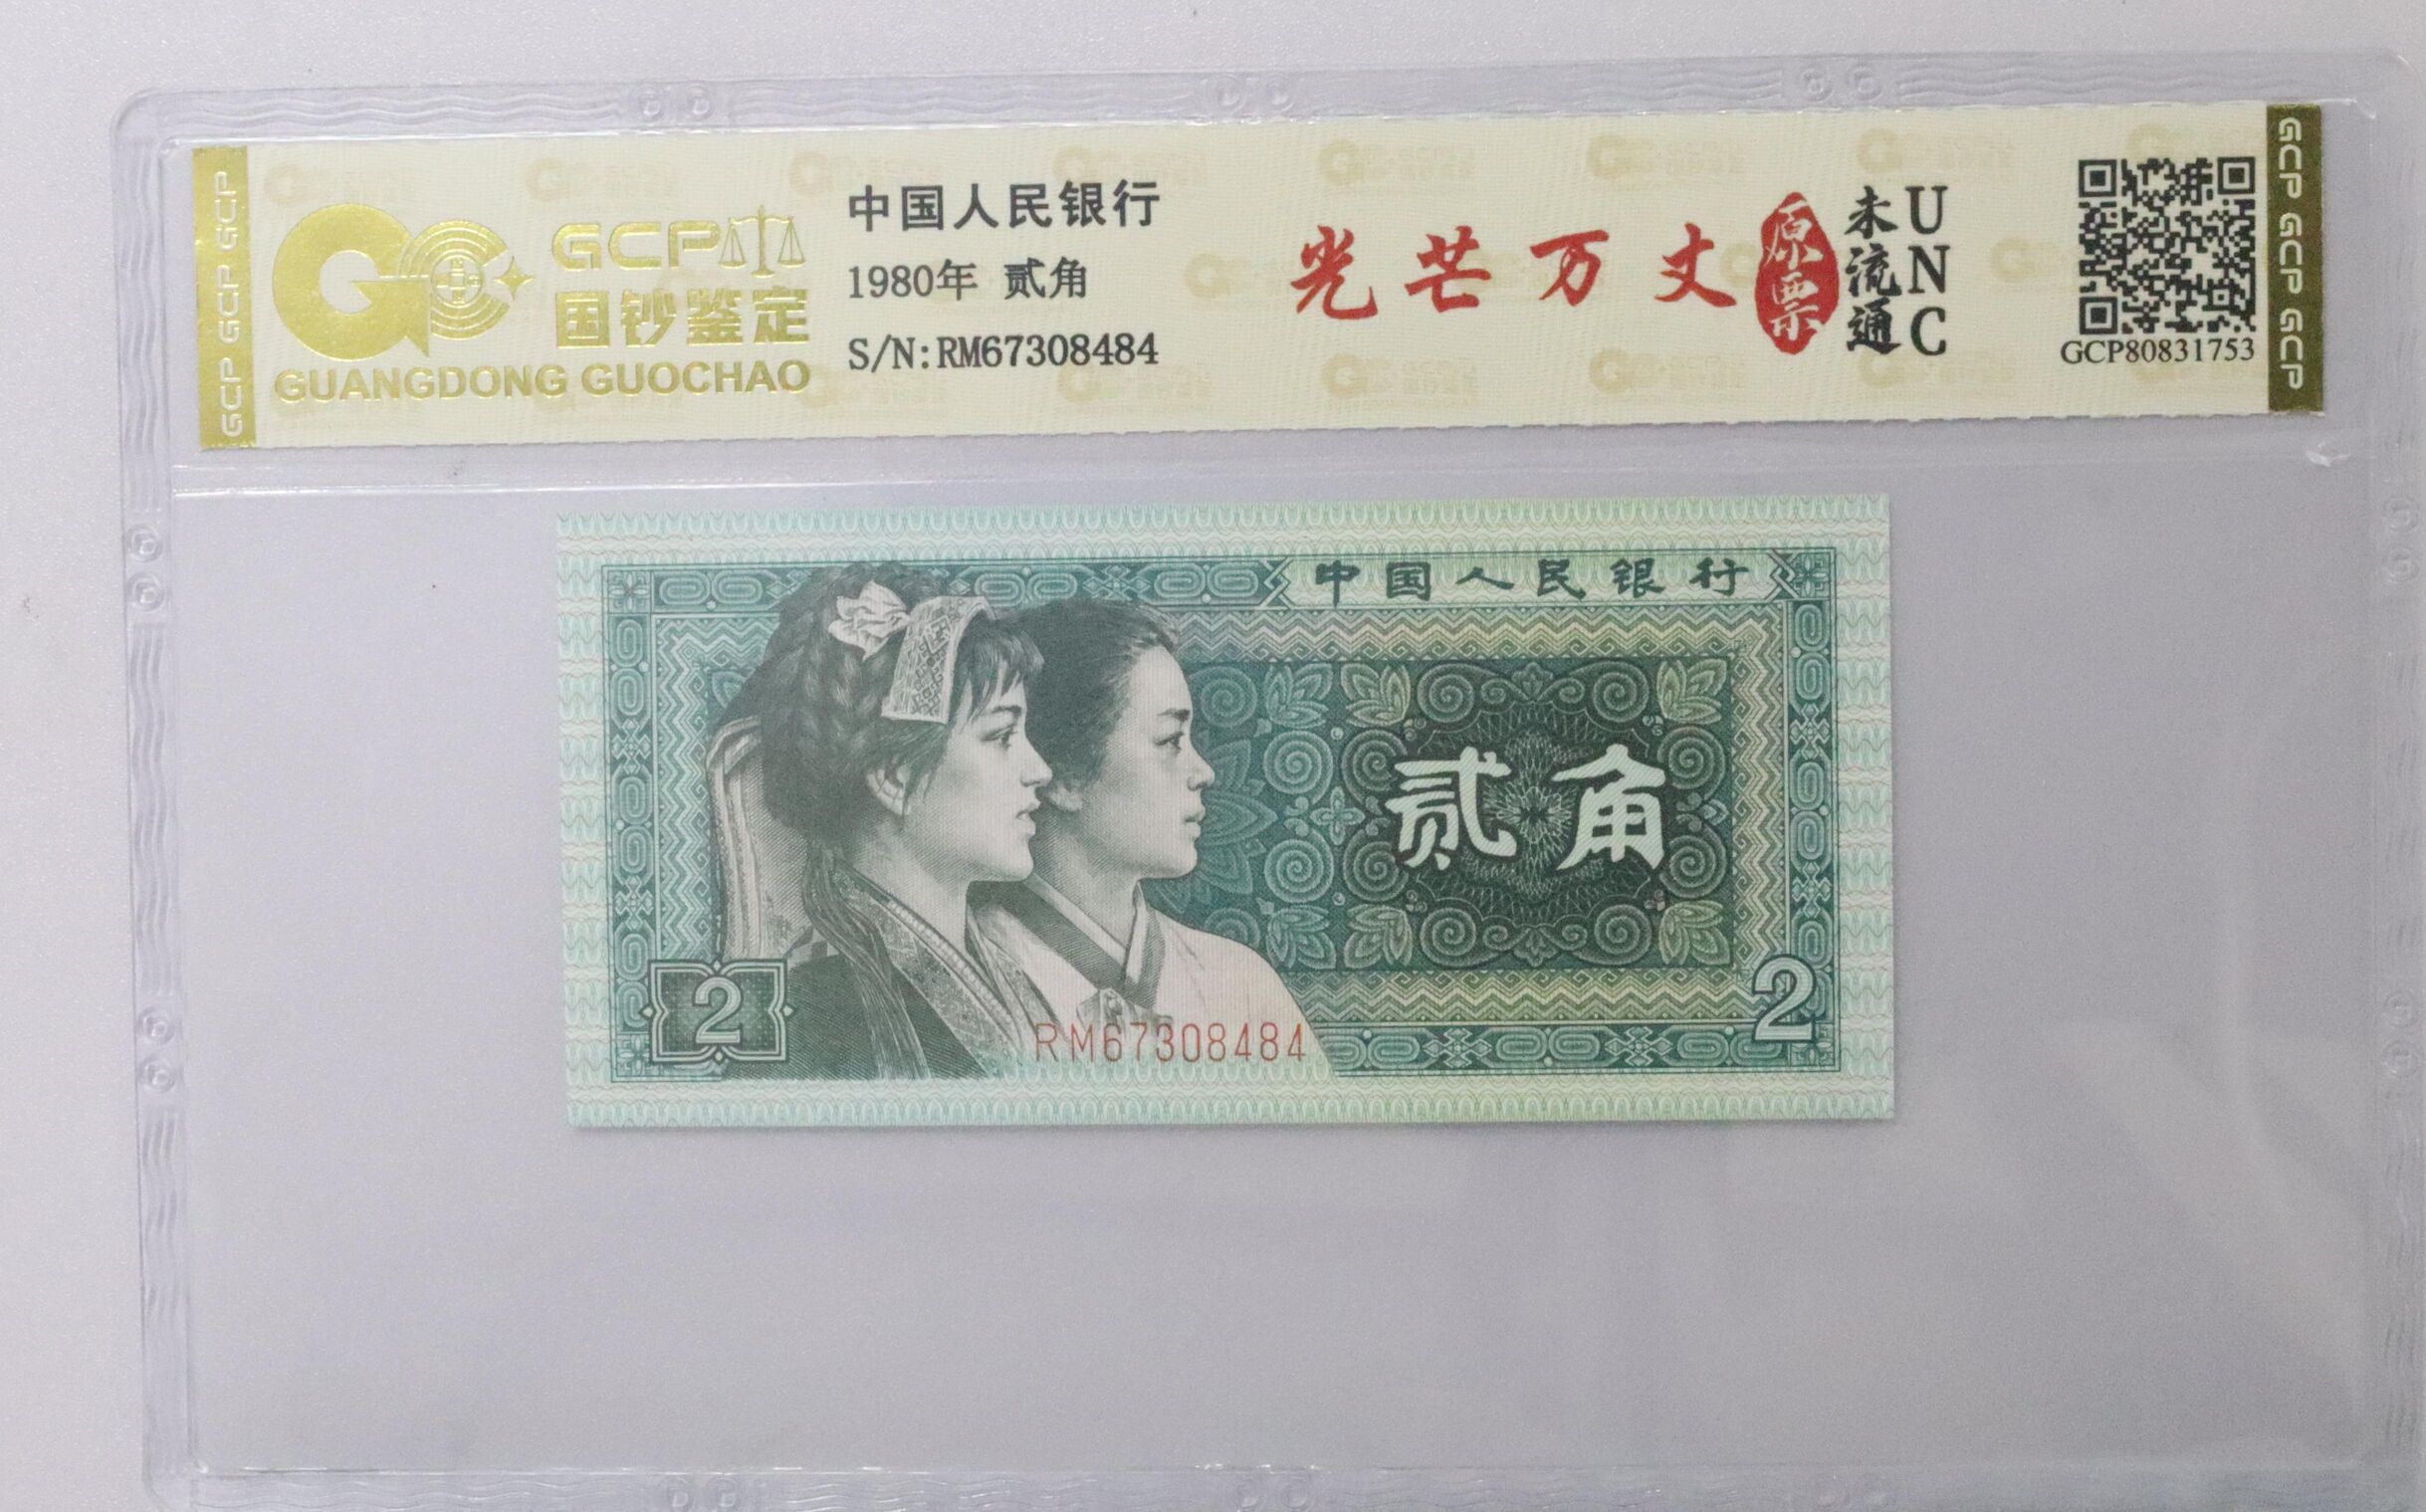 GCP GCP GCP
GCP
国钞鉴定
GUANGDONG GUOCHAO
中国人民银行
1980年 贰角
S/N:RM67308484
光芒万丈
原票
未流通
UNC
GCP80831753
GCP GCP GCP
中国人民银行
贰角
2
2
RM67308484